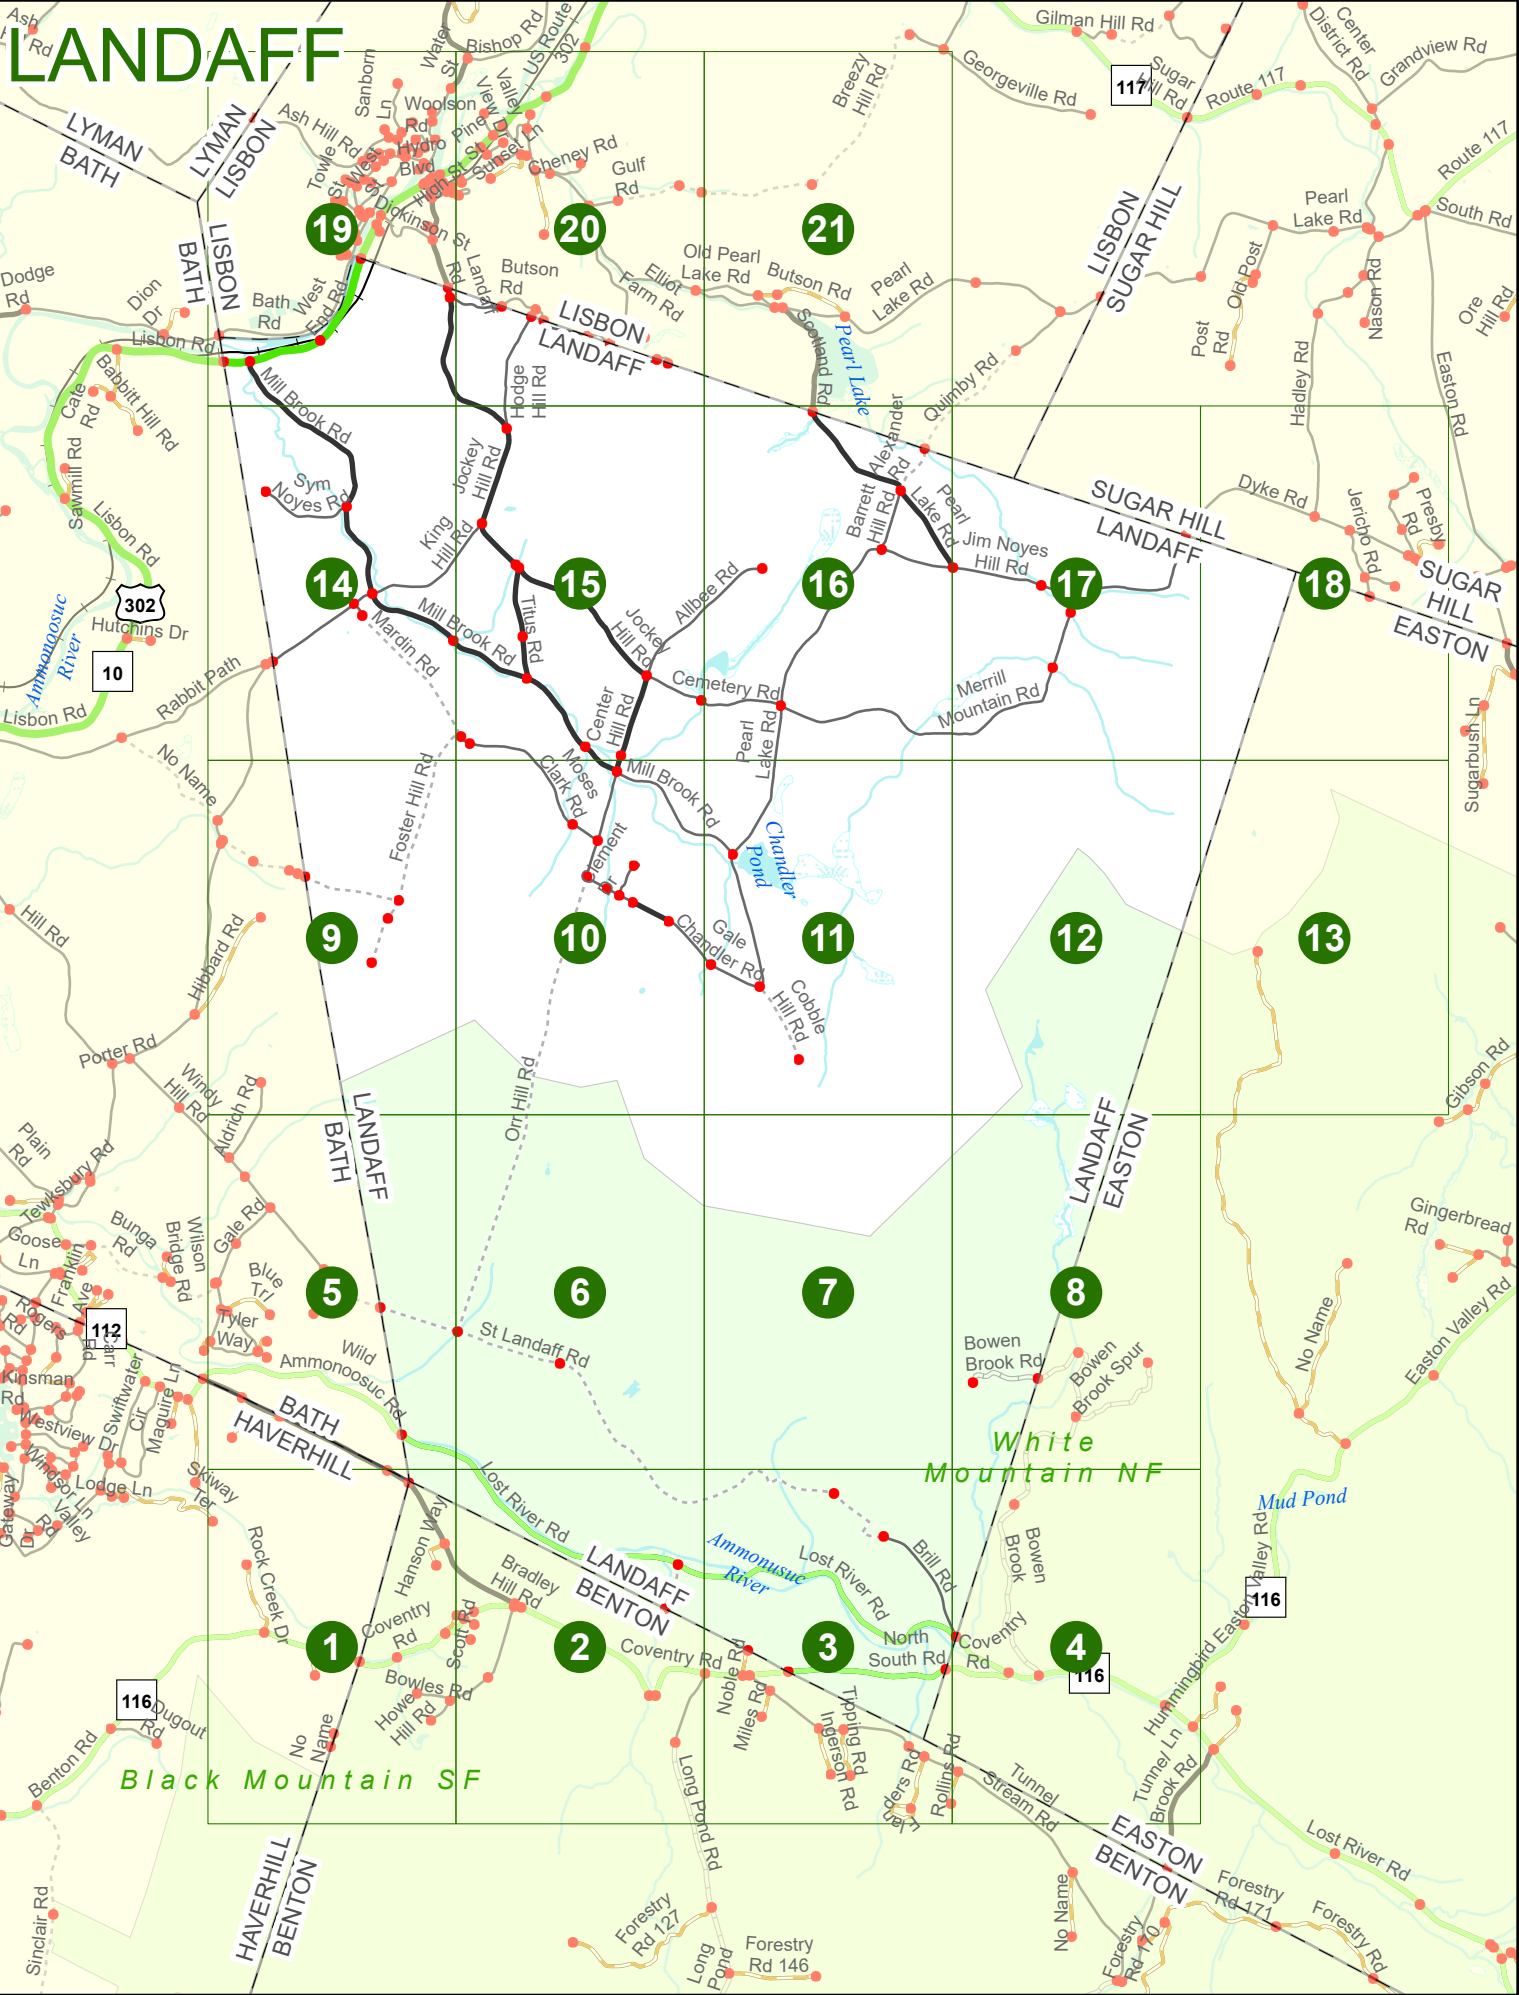 LANDAFF
Ash
Rd
Sanborn
Ln
Water
St
Bishop Rd
US Route
302
Valley
View Dr
Woolson
Rd
Pine
St
Hydro
Blvd
High St
Sunset Ln
Cheney Rd
Gulf
Rd
Ash Hill Rd
Towle
St
West
St
Dickinson St
Breezy
Hill Rd
Georgeville Rd
Gilman Hill Rd
117
Sugar
Hill Rd
Route 117
Center
District Rd
Grandview Rd
Route 117
LYMAN
BATH
LYMAN
LISBON
BATH
LISBON
LISBON
SUGAR HILL
Pearl
Lake Rd
South Rd
19
20
21
Dodge
Rd
Dion
Dr
Bath
Rd
West
End Rd
Lisbon Rd
Rd
Landaff
Butson
Rd
Elliot
Farm Rd
Old Pearl
Lake Rd
Butson Rd
Pearl
Lake Rd
Scotland Rd
Pearl Lake
Quimby Rd
Old Post
Rd
Post
Rd
Nason Rd
Ore
Hill Rd
Hadley Rd
Easton Rd
LISBON
LANDAFF
Cate
Rd
Babbitt Hill Rd
Sawmill Rd
Lisbon Rd
Mill Brook Rd
Hodge
Hill Rd
Jockey
Hill Rd
Sym
Noyes Rd
King
Hill Rd
Alexander
Rd
Barrett
Hill Rd
Pearl
Lake Rd
Jim Noyes
Hill Rd
SUGAR HILL
LANDAFF
Dyke Rd
Jericho Rd
Presby
Rd
SUGAR
HILL
EASTON
14
15
16
17
18
302
10
Hutchins Dr
Ammonoosuc
River
Lisbon Rd
Rabbit Path
Mardin Rd
Mill Brook Rd
Titus Rd
Jockey
Hill Rd
Allbee Rd
Cemetery Rd
Center
Hill Rd
Pearl
Lake Rd
Merrill
Mountain Rd
Sugarbush Ln
No Name
Foster Hill Rd
Clark Rd
Moses
Mill Brook Rd
Clement
Dr
Chandler
Pond
Gale
Chandler Rd
Cobble
Hill Rd
Hill Rd
Hibbard Rd
9
10
11
12
13
Porter Rd
Windy
Hill Rd
Aldrich Rd
Orr Hill Rd
Gibson Rd
LANDAFF
BATH
LANDAFF
EASTON
Plain
Rd
Tewksbury Rd
Goose
Ln
Franklin
Ave
Bunga
Rd
Wilson
Bridge Rd
Gale Rd
Blue
Trl
Tyler
Way
Gingerbread
Rd
5
6
7
8
112
Rogers
Rd
Carr
Rd
Kinsman
Rd
Westview Dr
Swiftwater
Cir
Maguire Ln
Windsor Ln
Lodge Ln
Valley
Rd
Gateway
Dr
Wild
Ammonoosuc Rd
BATH
HAVERHILL
St Landaff Rd
Bowen
Brook Rd
Bowen
Brook Spur
No Name
Easton Valley Rd
White
Mountain NF
Mud Pond
Skiway
Ter
Rock Creek Dr
Hanson Way
Lost River Rd
Bradley
Hill Rd
LANDAFF
BENTON
Ammonusuc
River
Lost River Rd
Brill Rd
Bowen
Brook
Easton Valley Rd
116
Hummingbird
1
2
3
4
Coventry
Rd
Scott Rd
Bowles Rd
Howe
Hill Rd
Coventry Rd
Noble Rd
Miles Rd
North
South Rd
Coventry
Rd
116
116
Dugout
Rd
Benton Rd
No
Name
Black Mountain SF
Tipping Rd
Ingerson Rd
Rollins Rd
Tunnel
Stream Rd
Tunnel
Brook Rd
Ln
Long Pond Rd
Lost River Rd
EASTON
BENTON
HAVERHILL
BENTON
Sinclair Rd
Forestry
Rd 127
Long
Pond
Forestry
Rd 146
No Name
Forestry
Rd 170
Forestry
Rd 171
Forestry Rd